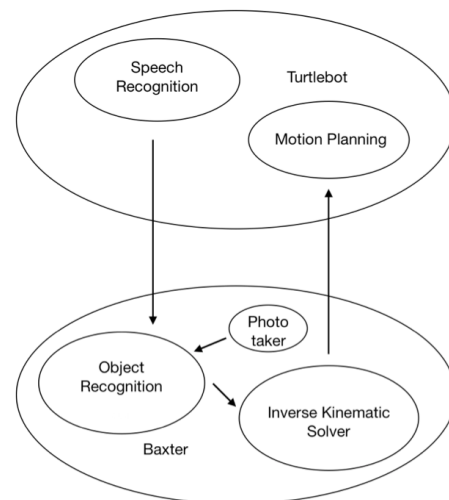 Speech
Recognition
Turtlebot
Motion Planning
Photo
taker
Object
Recognition
Inverse Kinematic
Solver
Baxter